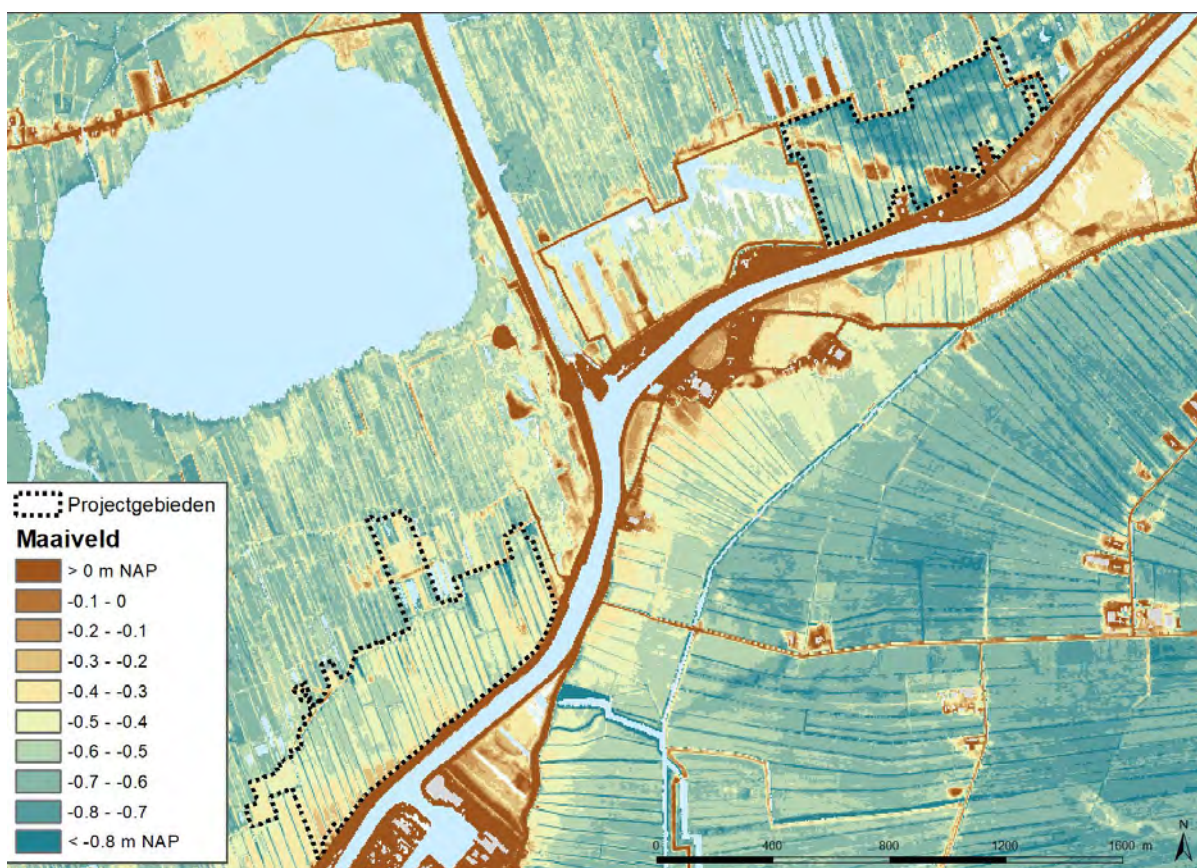 Projectgebieden
Maaiveld
> 0 m NAP
-0.1 - 0
-0.2 - -0.1
-0.3 - -0.2
-0.4 - -0.3
-0.5 - -0.4
-0.6 - -0.5
-0.7 - -0.6
-0.8 - -0.7
< -0.8 m NAP
N
0 400 800 1200 1600 m